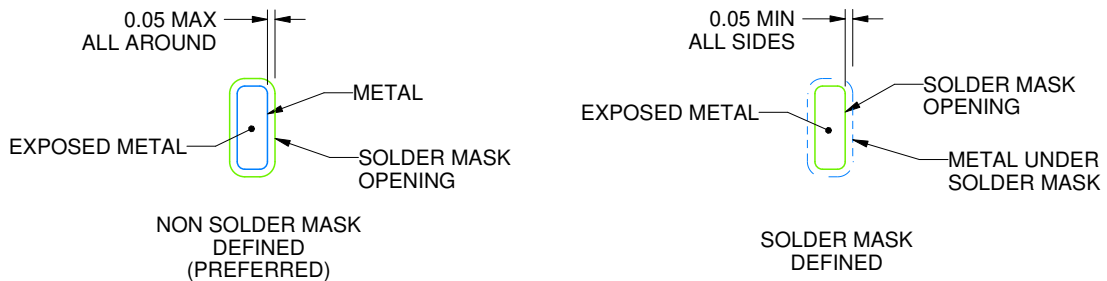 0.05 MAX
ALL AROUND
METAL
EXPOSED METAL
SOLDER MASK
OPENING
NON SOLDER MASK
DEFINED
(PREFERRED)
0.05 MIN
ALL SIDES
SOLDER MASK
OPENING
EXPOSED METAL
METAL UNDER
SOLDER MASK
SOLDER MASK
DEFINED